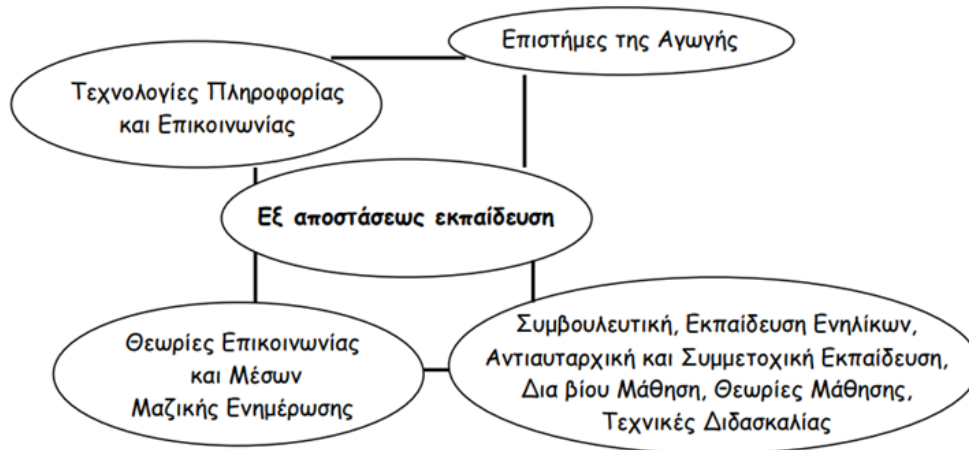 Επιστήμες της Αγωγής
Τεχνολογίες Πληροφορίας
και Επικοινωνίας
Εξ αποστάσεως εκπαίδευση
Θεωρίες Επικοινωνίας
και Μέσων
Μαζικής Ενημέρωσης
Συμβουλευτική, Εκπαίδευση Ενηλίκων,
Αντιαυταρχική και Συμμετοχική Εκπαίδευση,
Δια βίου Μάθηση, Θεωρίες Μάθησης,
Τεχνικές Διδασκαλίας